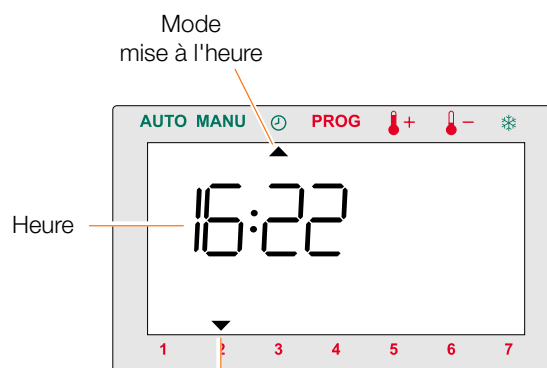 Mode
mise à l'heure
AUTO MANU PROG + –
Heure
16:22
1 2 3 4 5 6 7